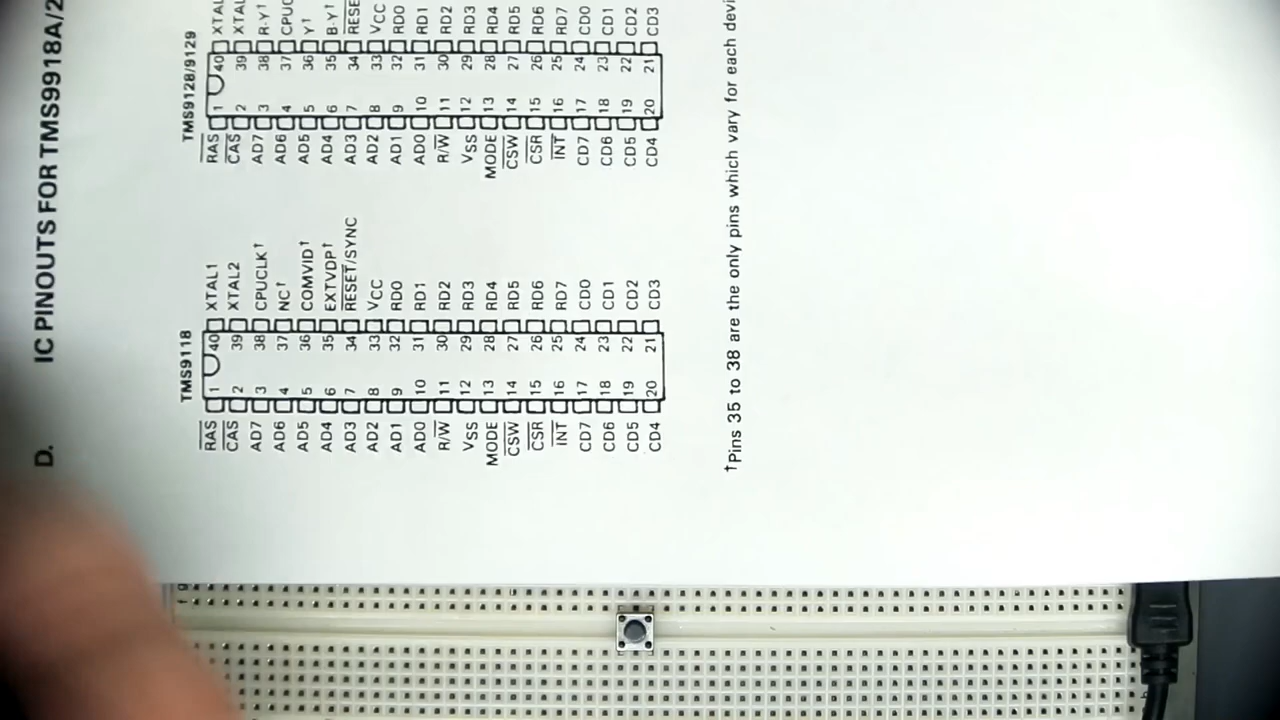 D. IC PINOUTS FOR TMS9918A/2
TMS9118
RAS 1 40 XTAL1
CAS 2 39 XTAL2
AD7 3 38 CPUCLK†
AD6 4 37 NC†
AD5 5 36 COMVID†
AD4 6 35 EXTVDP†
AD3 7 34 RESET/SYNC
AD2 8 33 VCC
AD1 9 32 RD0
AD0 10 31 RD1
R/W 11 30 RD2
VSS 12 29 RD3
MODE 13 28 RD4
CSW 14 27 RD5
CSR 15 26 RD6
INT 16 25 RD7
CD7 17 24 CD0
CD6 18 23 CD1
CD5 19 22 CD2
CD4 20 21 CD3
TMS9128/9129
RAS 1 40 XTAL
CAS 2 39 XTAL
AD7 3 38 R-Y†
AD6 4 37 CPUC
AD5 5 36 Y†
AD4 6 35 B-Y†
AD3 7 34 RESE
AD2 8 33 VCC
AD1 9 32 RD0
AD0 10 31 RD1
R/W 11 30 RD2
VSS 12 29 RD3
MODE 13 28 RD4
CSW 14 27 RD5
CSR 15 26 RD6
INT 16 25 RD7
CD7 17 24 CD0
CD6 18 23 CD1
CD5 19 22 CD2
CD4 20 21 CD3
†Pins 35 to 38 are the only pins which vary for each devi